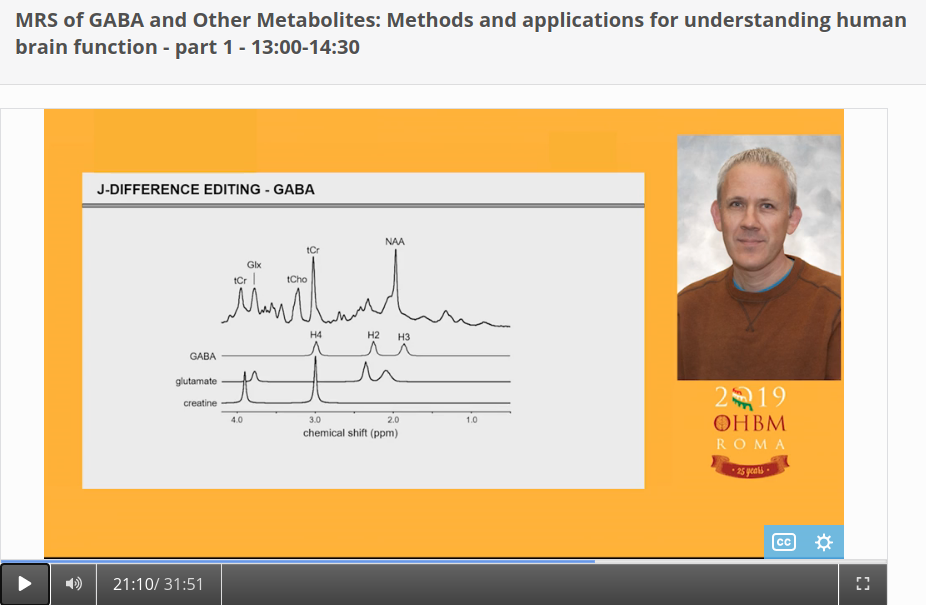 MRS of GABA and Other Metabolites: Methods and applications for understanding human
brain function - part 1 - 13:00-14:30
J-DIFFERENCE EDITING - GABA
NAA
tCr
Glx
tCr
tCho
H4
H2
H3
GABA
glutamate
creatine
4.0
3.0
2.0
1.0
chemical shift (ppm)
2019
OHBM
ROMA
25 years
CC
21:10/ 31:51